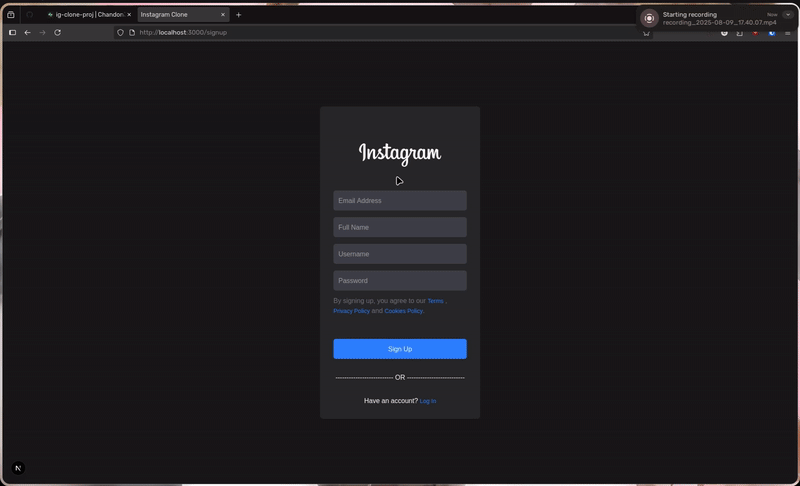 ig-clone-proj | Chandon
Instagram Clone
Starting recording
Now
recording_2025-08-09_17.40.07.mp4
http://localhost:3000/signup
Instagram
Email Address
Full Name
Username
Password
By signing up, you agree to our Terms ,
Privacy Policy and Cookies Policy.
Sign Up
OR
Have an account? Log in
N